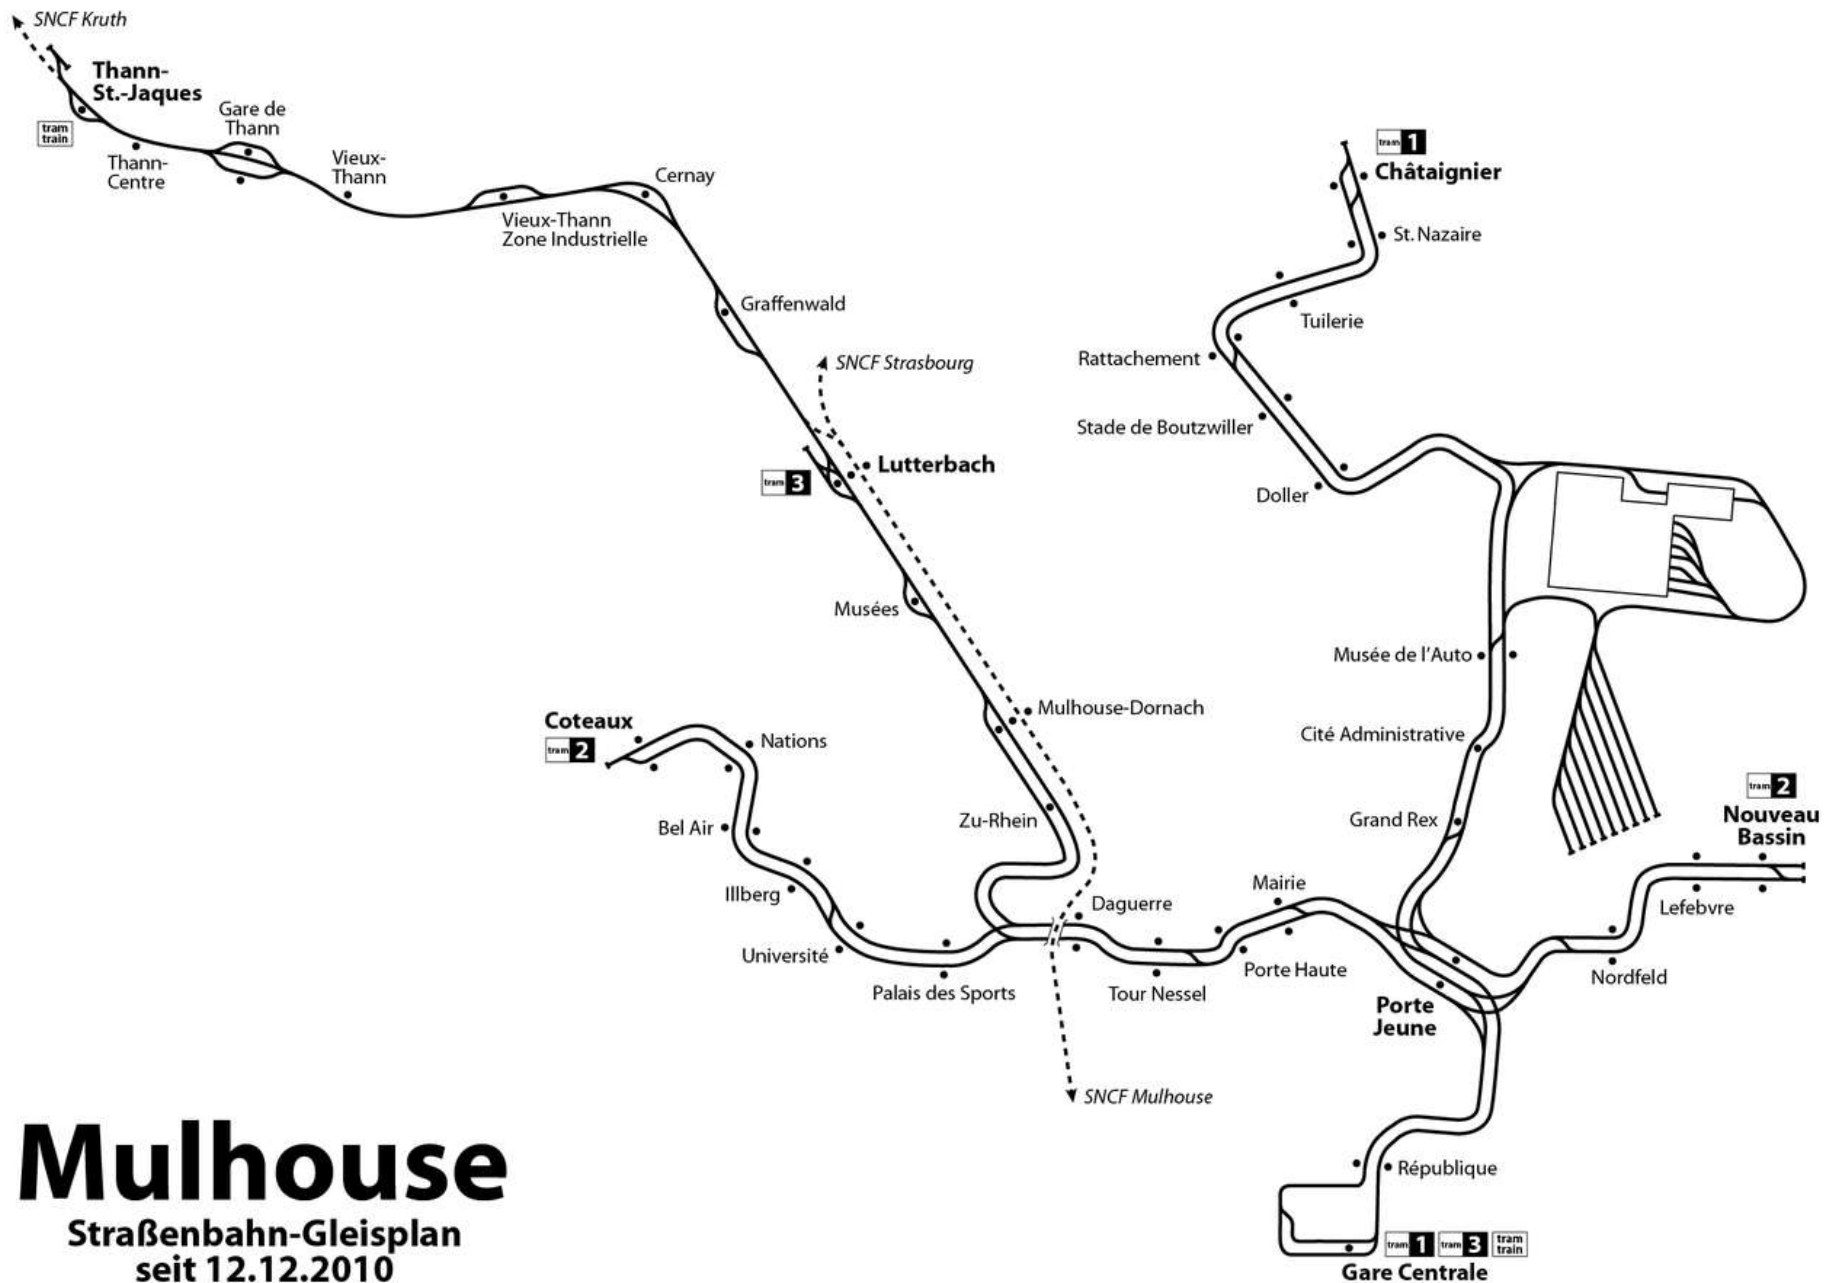 SNCF Kruth
Thann-
St.-Jaques
tram
train
Gare de
Thann
Thann-
Centre
Vieux-
Thann
Cernay
Vieux-Thann
Zone Industrielle
tram 1
Châtaignier
St. Nazaire
Graffenwald
Tuilerie
SNCF Strasbourg
Rattachement
Stade de Boutzwiller
Lutterbach
tram 3
Doller
Musées
Musée de l'Auto
Mulhouse-Dornach
Coteaux
tram 2
Nations
Cité Administrative
tram 2
Nouveau
Bassin
Bel Air
Zu-Rhein
Grand Rex
Illberg
Mairie
Daguerre
Lefebvre
Université
Palais des Sports
Tour Nessel
Porte Haute
Nordfeld
Porte
Jeune
SNCF Mulhouse
République
tram 1 tram 3 tram
train
Gare Centrale
Mulhouse
Straßenbahn-Gleisplan
seit 12.12.2010